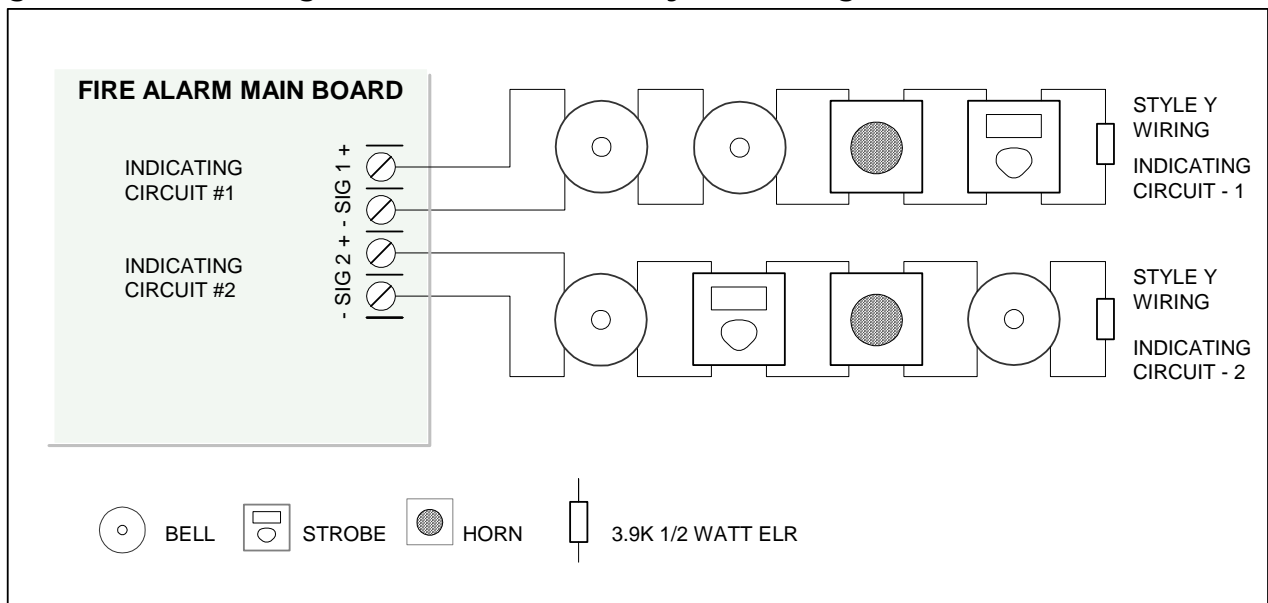 FIRE ALARM MAIN BOARD
INDICATING
CIRCUIT #1
- SIG 1 +
INDICATING
CIRCUIT #2
- SIG 2 +
STYLE Y
WIRING
INDICATING
CIRCUIT - 1
STYLE Y
WIRING
INDICATING
CIRCUIT - 2
BELL
STROBE
HORN
3.9K 1/2 WATT ELR